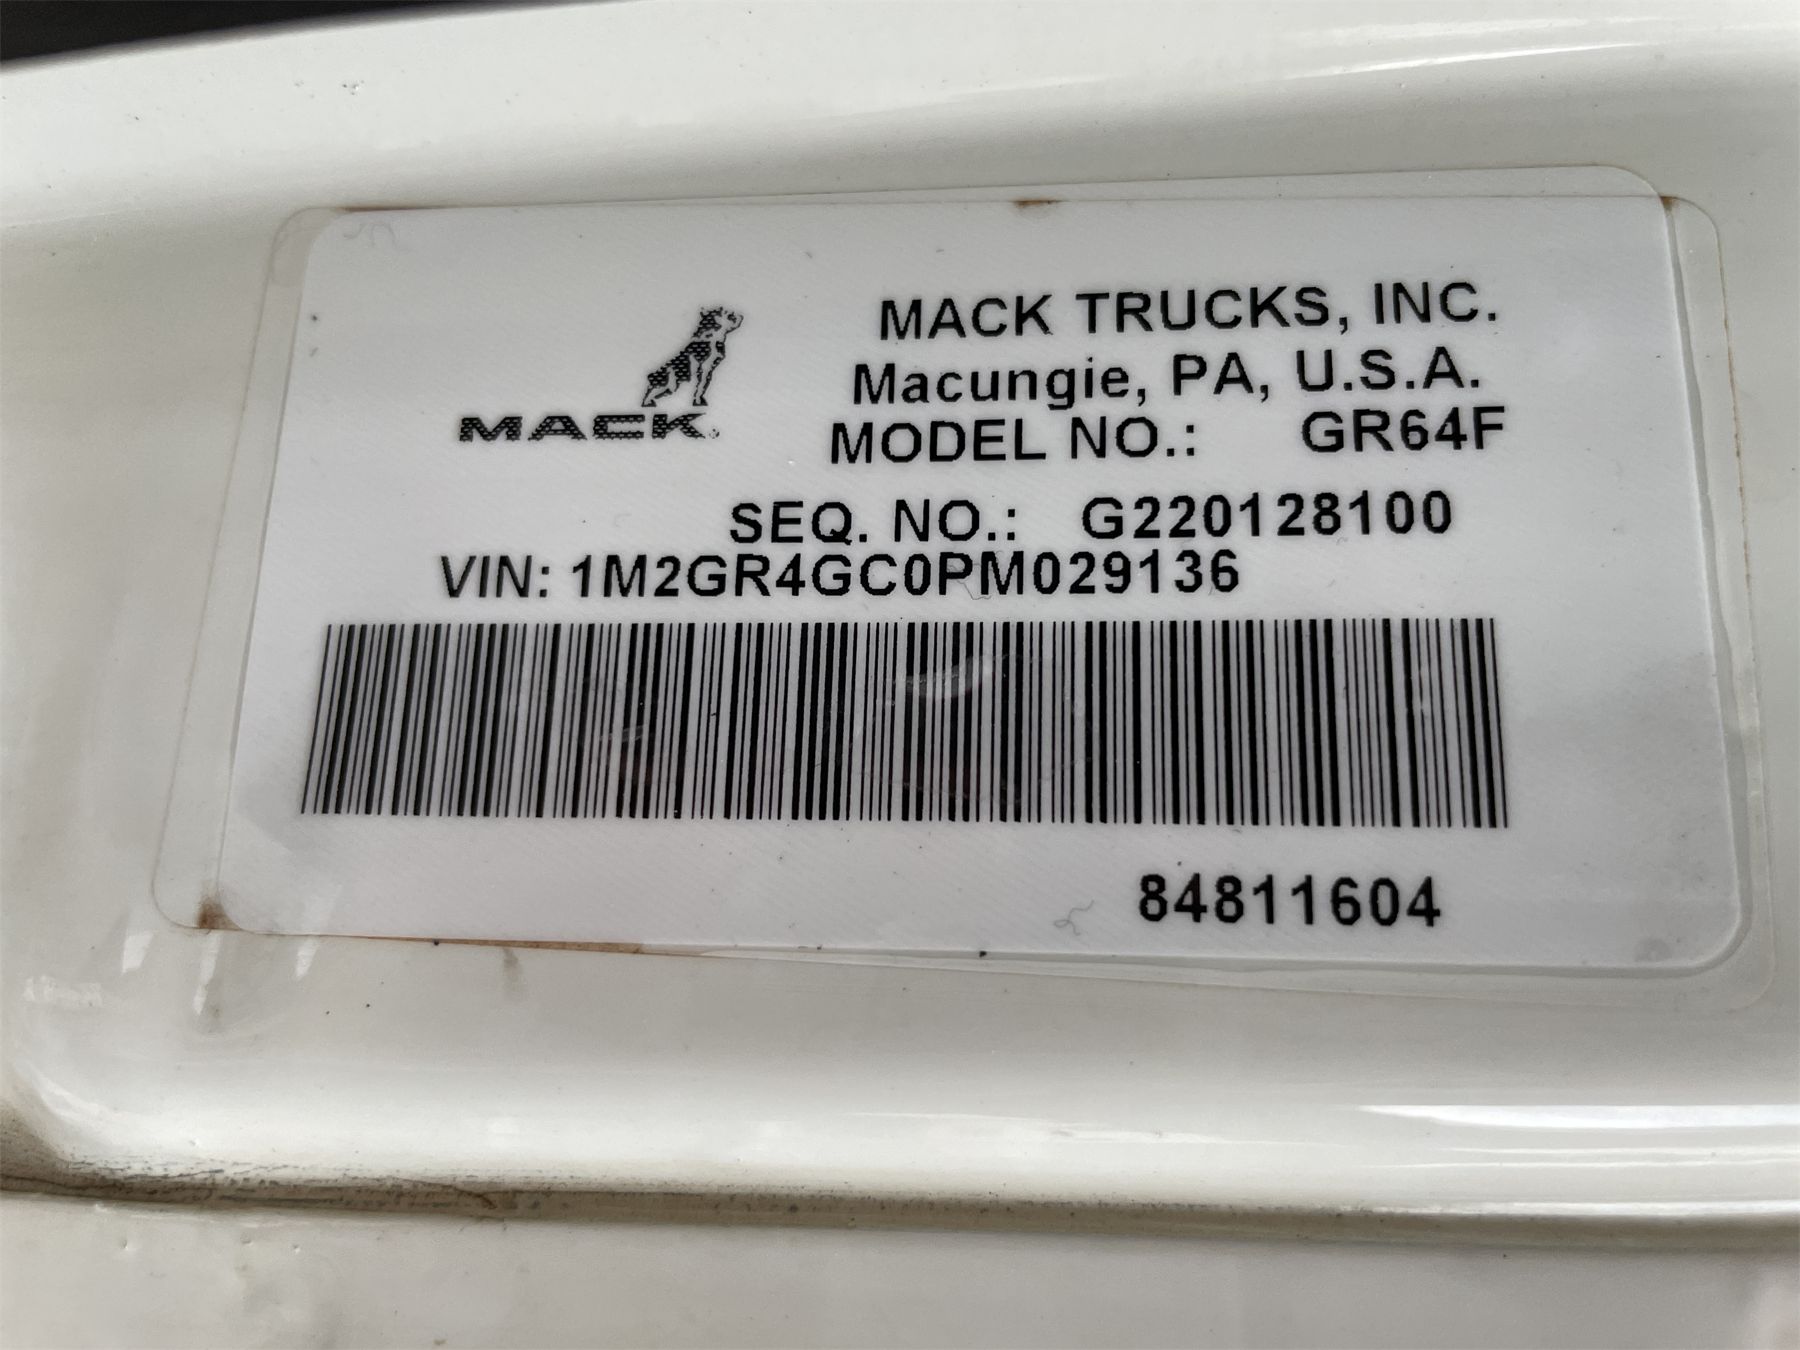 MACK TRUCKS, INC.
Macungie, PA, U.S.A.
MACK
MODEL NO.: GR64F
SEQ. NO.: G220128100
VIN: 1M2GR4GC0PM029136
84811604